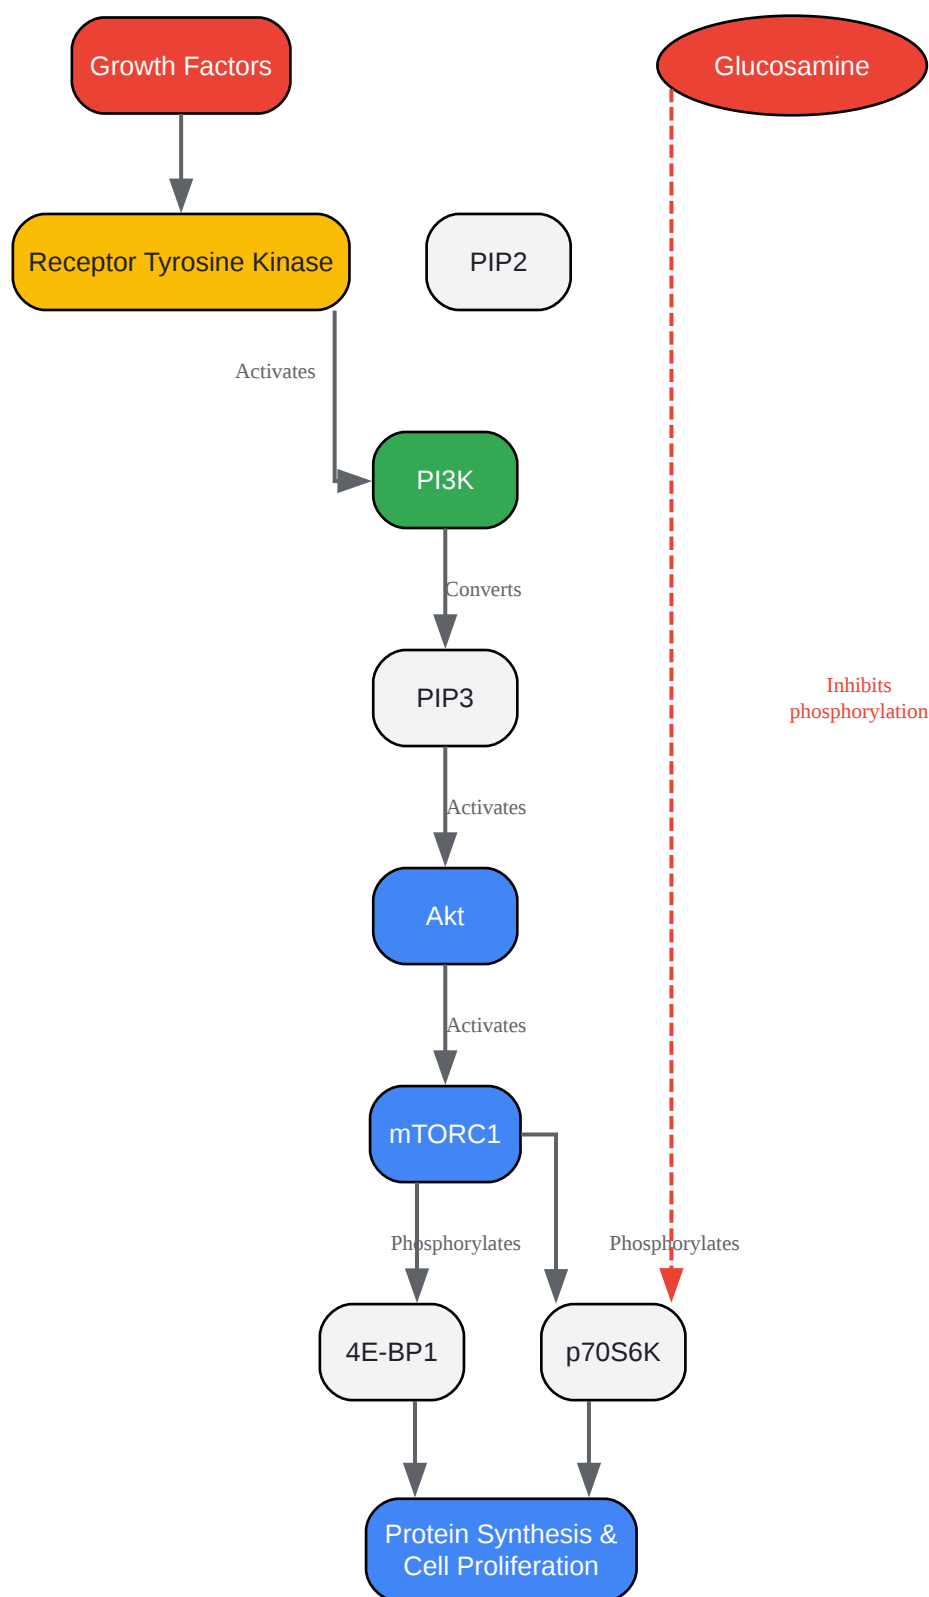 Growth Factors
Glucosamine
Receptor Tyrosine Kinase
PIP2
Activates
PI3K
Converts
Inhibits
phosphorylation
PIP3
Activates
Akt
Activates
mTORC1
Phosphorylates
Phosphorylates
4E-BP1
p70S6K
Protein Synthesis &
Cell Proliferation